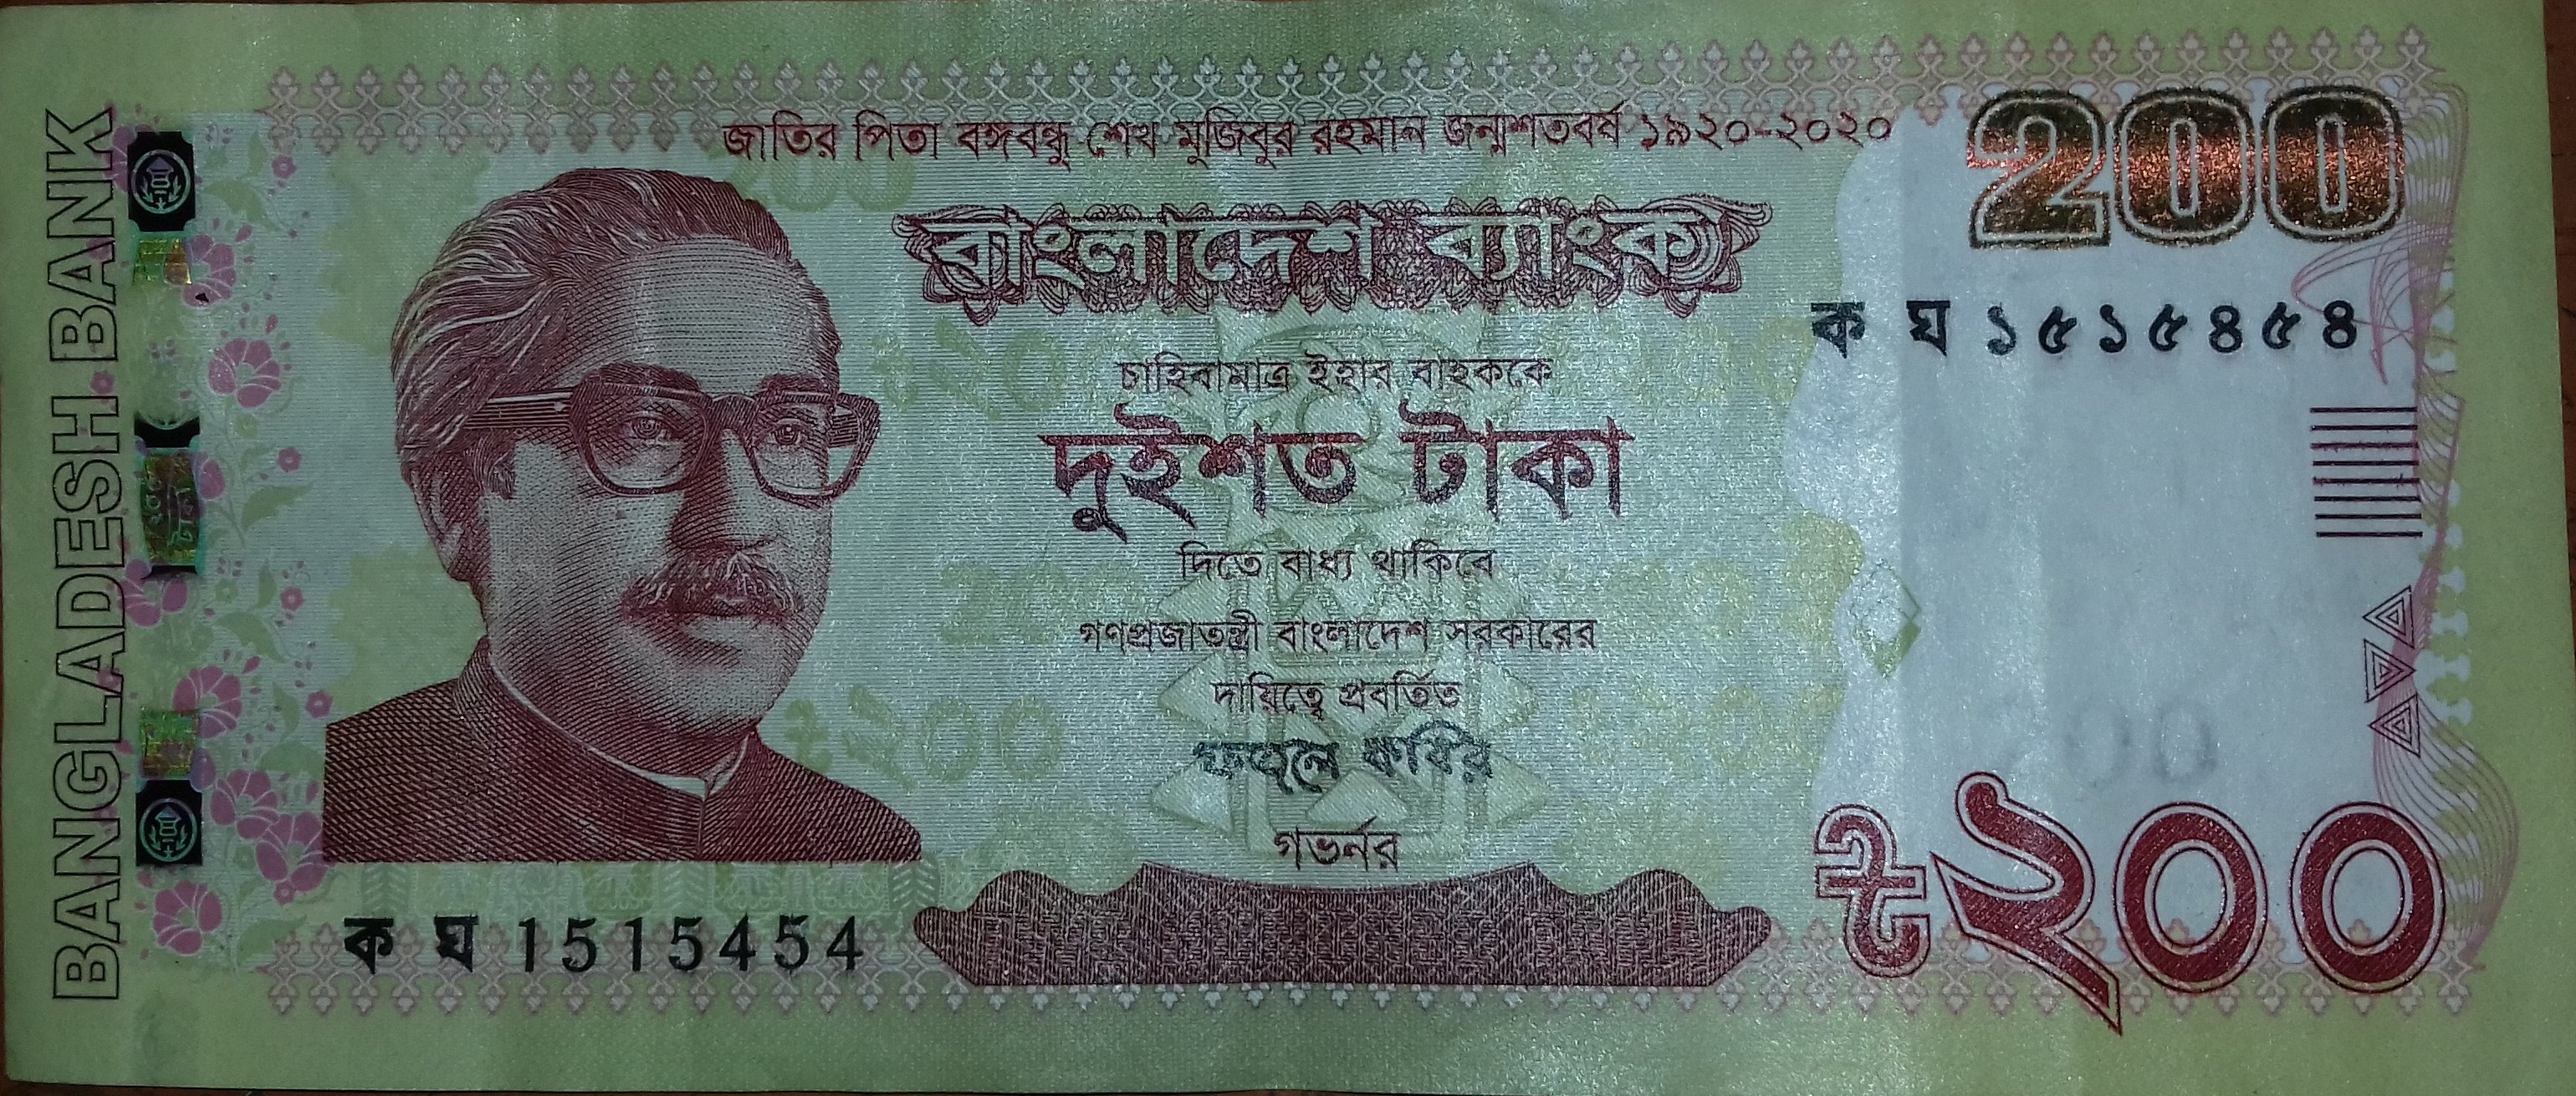 জাতির পিতা বঙ্গবন্ধু শেখ মুজিবুর রহমান জন্মশতবর্ষ ১৯২০-২০২০
200
BANGLADESH BANK
বাংলাদেশ ব্যাংক
ক ঘ ১৫১৫৪৫৪
চাহিবামাত্র ইহার বাহককে
দুইশত টাকা
দিতে বাধ্য থাকিবে
গণপ্রজাতন্ত্রী বাংলাদেশ সরকারের
দায়িত্বে প্রবর্তিত
ফজলে কবির
গভর্নর
ক ঘ 1515454
৳২০০